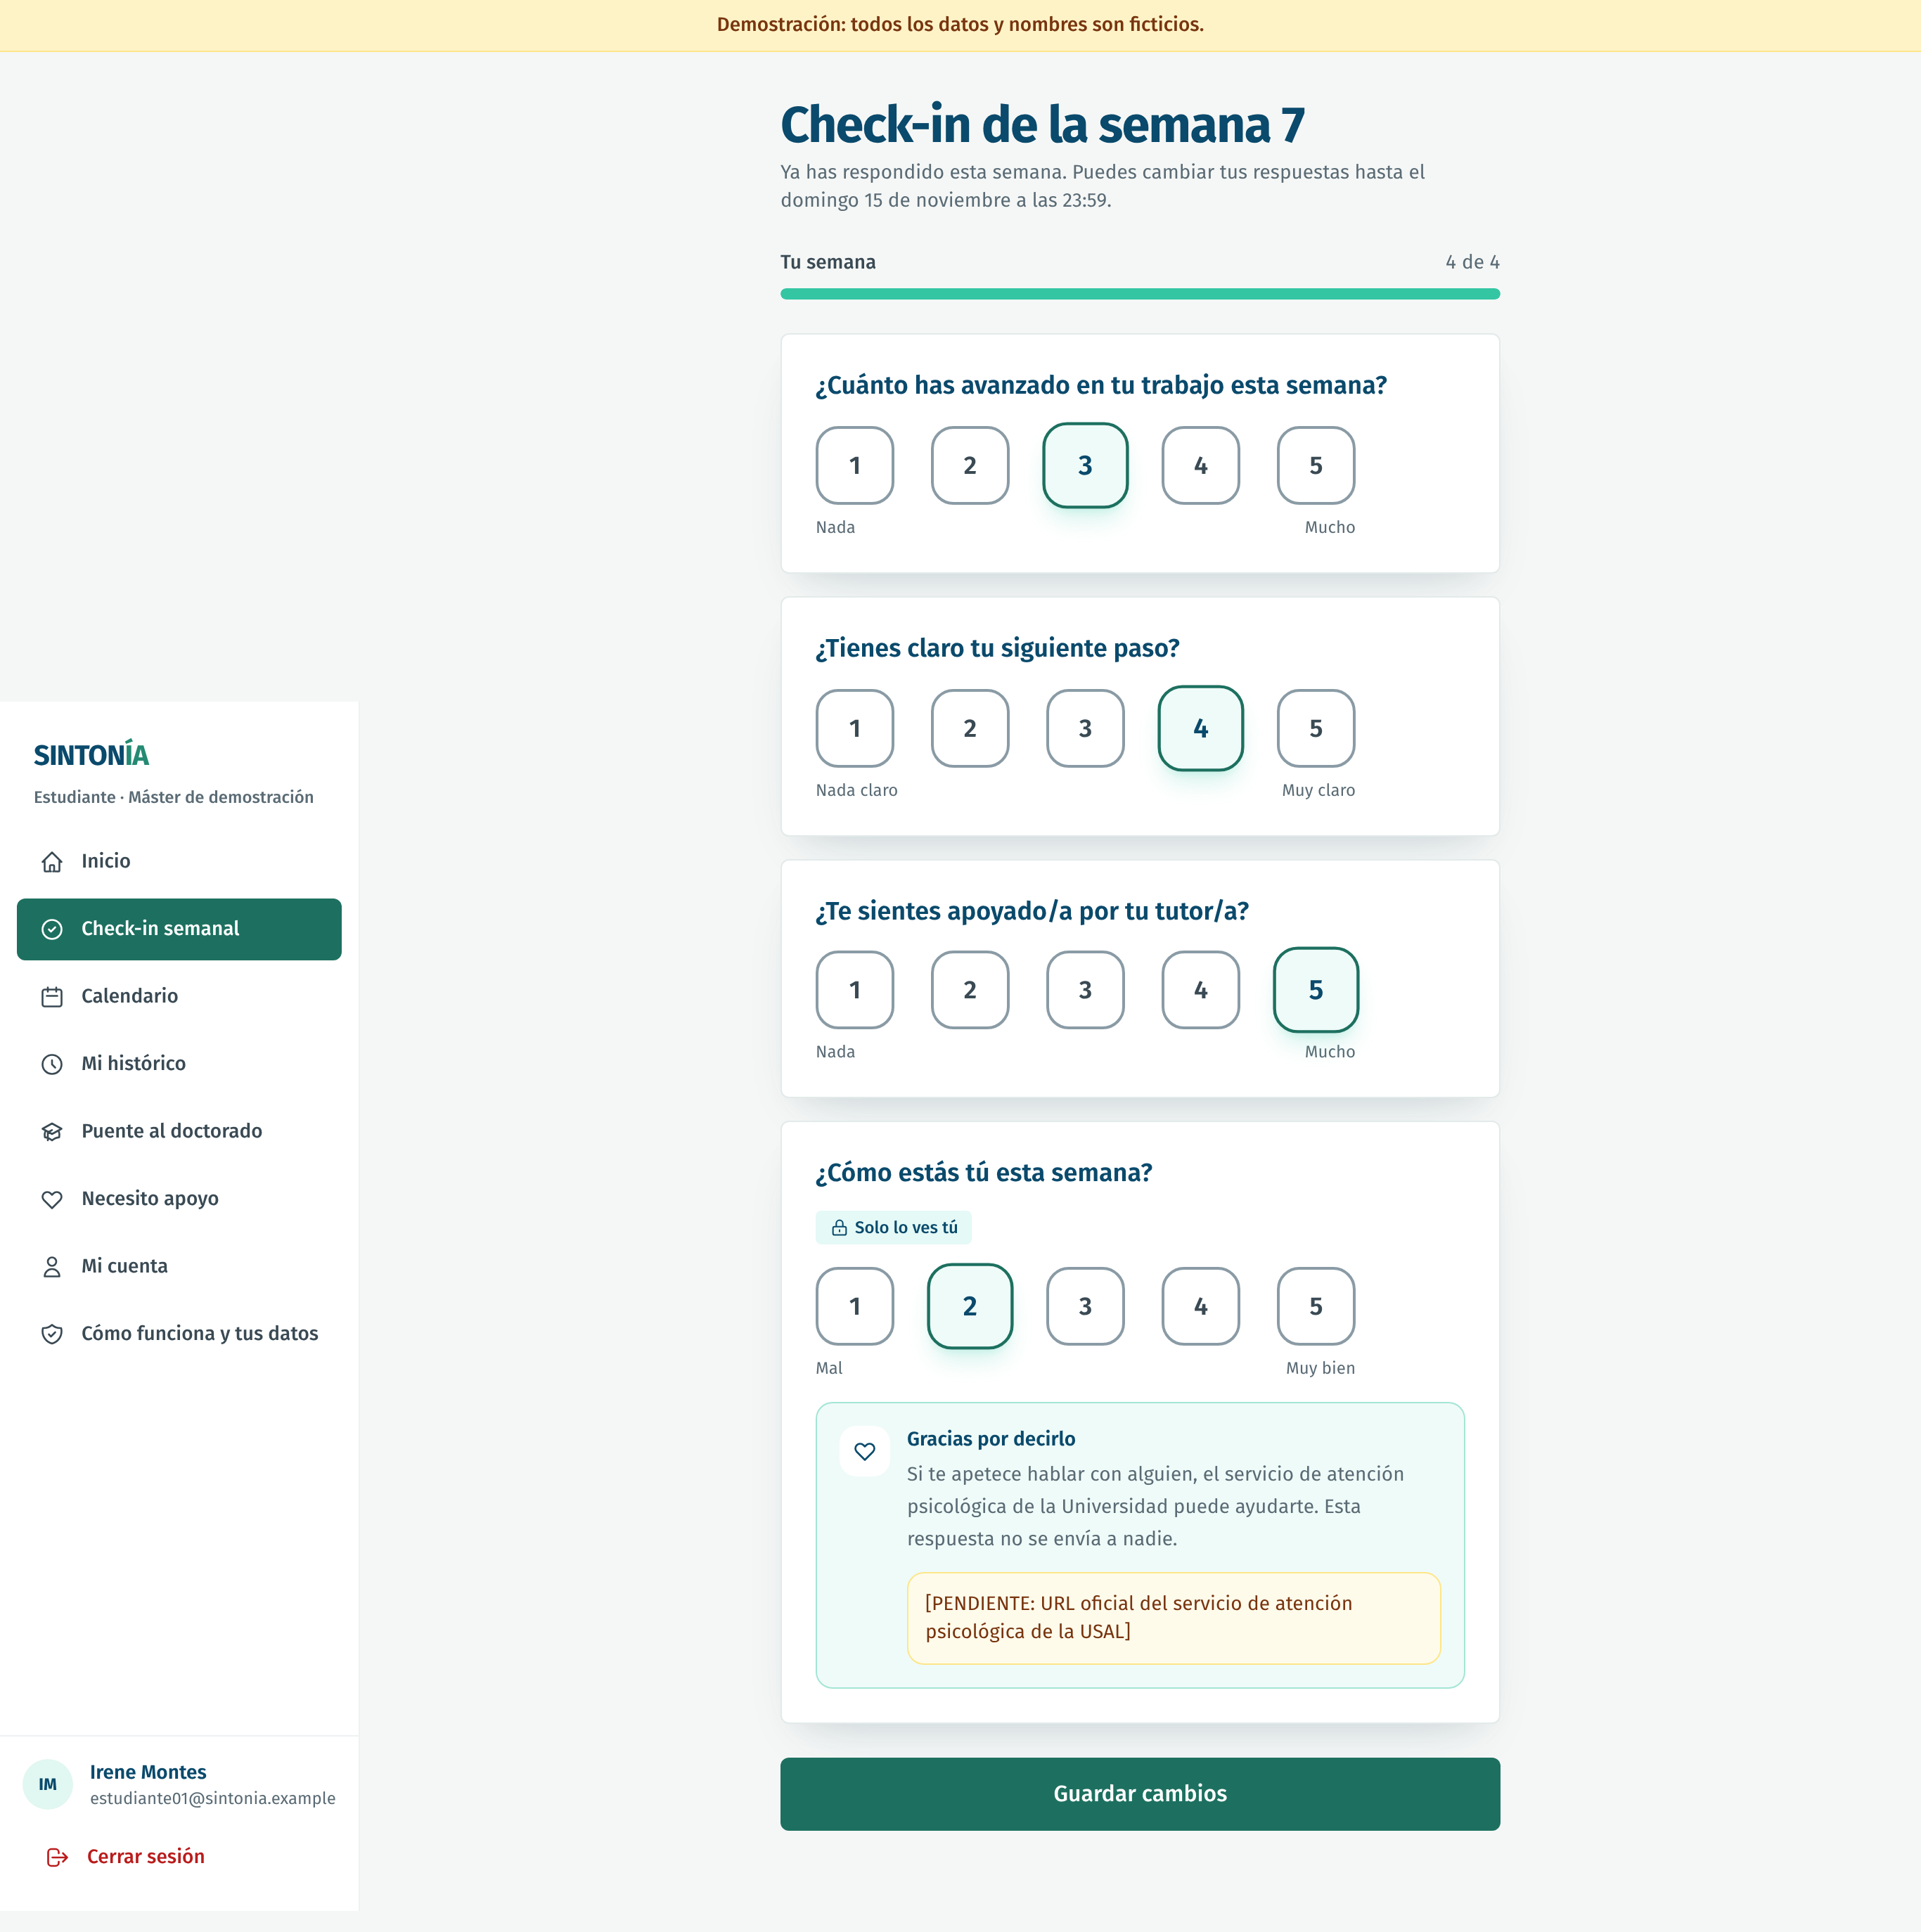 Demostración: todos los datos y nombres son ficticios.
Check-in de la semana 7
Ya has respondido esta semana. Puedes cambiar tus respuestas hasta el
domingo 15 de noviembre a las 23:59.
Tu semana
4 de 4
¿Cuánto has avanzado en tu trabajo esta semana?
1 2 3 4 5
Nada Mucho
¿Tienes claro tu siguiente paso?
1 2 3 4 5
Nada claro Muy claro
¿Te sientes apoyado/a por tu tutor/a?
1 2 3 4 5
Nada Mucho
¿Cómo estás tú esta semana?
Solo lo ves tú
1 2 3 4 5
Mal Muy bien
Gracias por decirlo
Si te apetece hablar con alguien, el servicio de atención
psicológica de la Universidad puede ayudarte. Esta
respuesta no se envía a nadie.
[PENDIENTE: URL oficial del servicio de atención
psicológica de la USAL]
Guardar cambios
SINTONÍA
Estudiante · Máster de demostración
Inicio
Check-in semanal
Calendario
Mi histórico
Puente al doctorado
Necesito apoyo
Mi cuenta
Cómo funciona y tus datos
IM
Irene Montes
estudiante01@sintonia.example
Cerrar sesión